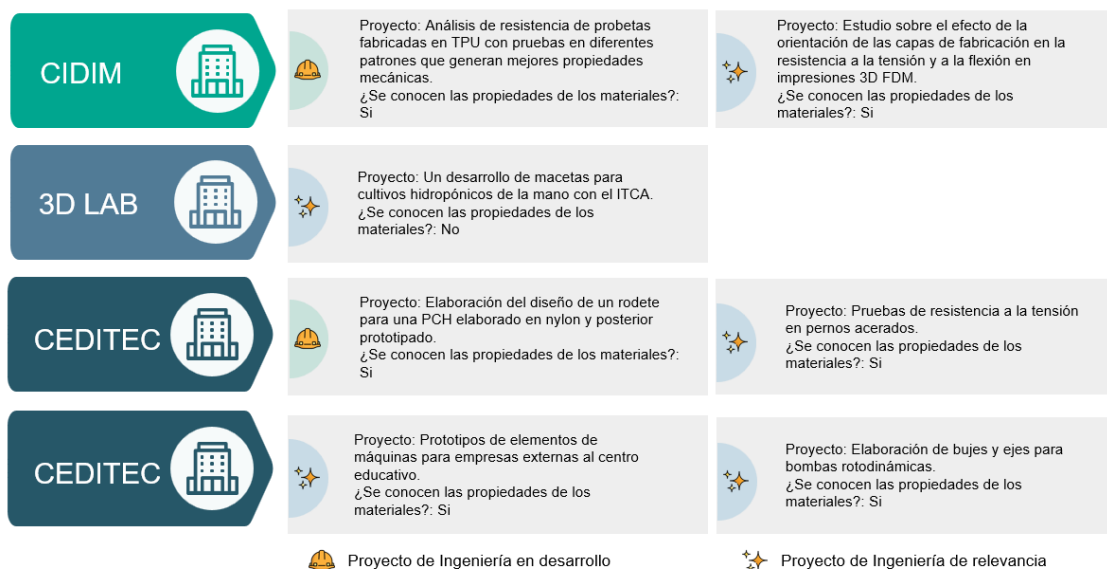 CIDIM
Proyecto: Análisis de resistencia de probetas
fabricadas en TPU con pruebas en diferentes
patrones que generan mejores propiedades
mecánicas.
¿Se conocen las propiedades de los materiales?:
Si
Proyecto: Estudio sobre el efecto de la
orientación de las capas de fabricación en la
resistencia a la tensión y a la flexión en
impresiones 3D FDM.
¿Se conocen las propiedades de los
materiales?: Si
3D LAB
Proyecto: Un desarrollo de macetas para
cultivos hidropónicos de la mano con el ITCA.
¿Se conocen las propiedades de los
materiales?: No
CEDITEC
Proyecto: Elaboración del diseño de un rodete
para una PCH elaborado en nylon y posterior
prototipado.
¿Se conocen las propiedades de los materiales?:
Si
Proyecto: Pruebas de resistencia a la tensión
en pernos acerados.
¿Se conocen las propiedades de los
materiales?: Si
CEDITEC
Proyecto: Prototipos de elementos de
máquinas para empresas externas al centro
educativo.
¿Se conocen las propiedades de los
materiales?: Si
Proyecto: Elaboración de bujes y ejes para
bombas rotodinámicas.
¿Se conocen las propiedades de los
materiales?: Si
Proyecto de Ingeniería en desarrollo
Proyecto de Ingeniería de relevancia